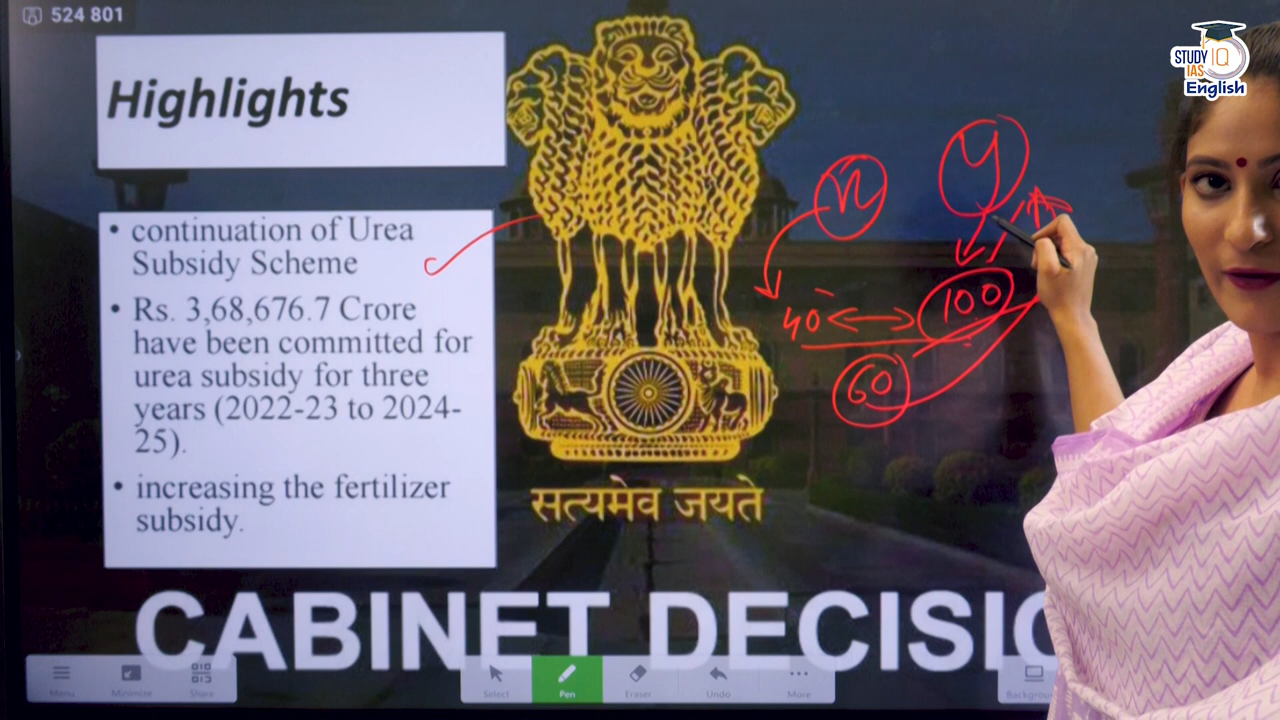 524 801
STUDY IQ
IAS
English
Highlights
• continuation of Urea
Subsidy Scheme
• Rs. 3,68,676.7 Crore
have been committed for
urea subsidy for three
years (2022-23 to 2024-
25).
• increasing the fertilizer
subsidy.
n
y
40
100
60
सत्यमेव जयते
CABINET DECISIO
Menu
Minimize
Share
Select
Pen
Eraser
Undo
More
Backgrou